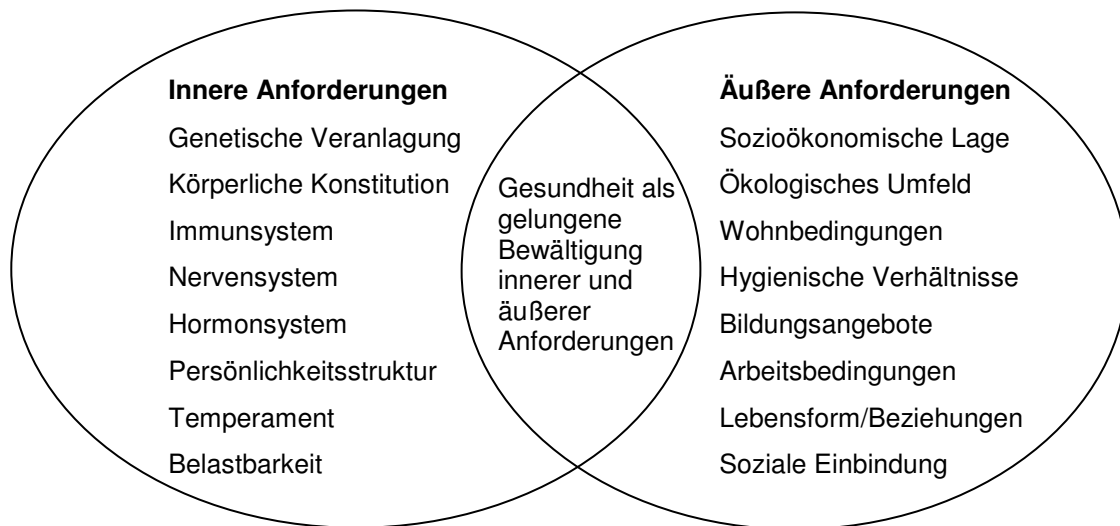 Innere Anforderungen
Genetische Veranlagung
Körperliche Konstitution
Immunsystem
Nervensystem
Hormonsystem
Persönlichkeitsstruktur
Temperament
Belastbarkeit
Gesundheit als
gelungene
Bewältigung
innerer und
äußerer
Anforderungen
Äußere Anforderungen
Sozioökonomische Lage
Ökologisches Umfeld
Wohnbedingungen
Hygienische Verhältnisse
Bildungsangebote
Arbeitsbedingungen
Lebensform/Beziehungen
Soziale Einbindung